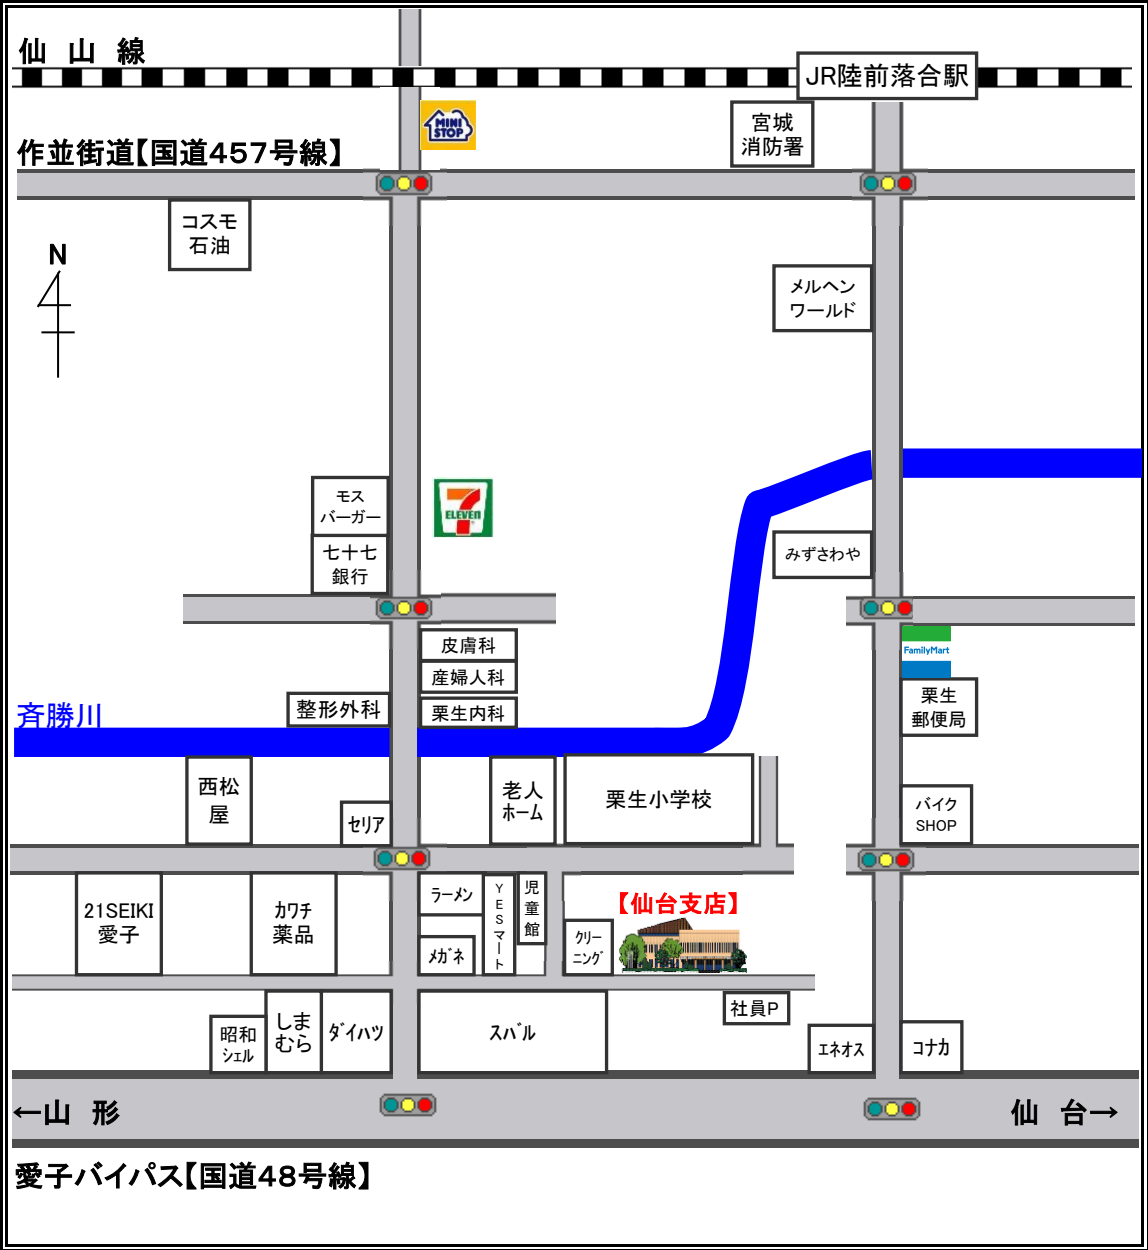 仙 山 線
JR陸前落合駅
MINI
STOP
宮城
消防署
作並街道【国道457号線】
コスモ
石油
N
メルヘン
ワールド
モス
バーガー
7
ELEVEN
七十七
銀行
みずさわや
皮膚科
産婦人科
栗生内科
FamilyMart
栗生
郵便局
整形外科
斉勝川
西松
屋
セリア
老人
ホーム
栗生小学校
バイク
SHOP
21SEIKI
愛子
カワチ
薬品
ラーメン
メガネ
YESマート
児童館
クリー
ニング
【仙台支店】
社員P
昭和
シェル
しま
むら
ダイハツ
スバル
エネオス
コナカ
←山 形
仙 台→
愛子バイパス【国道48号線】